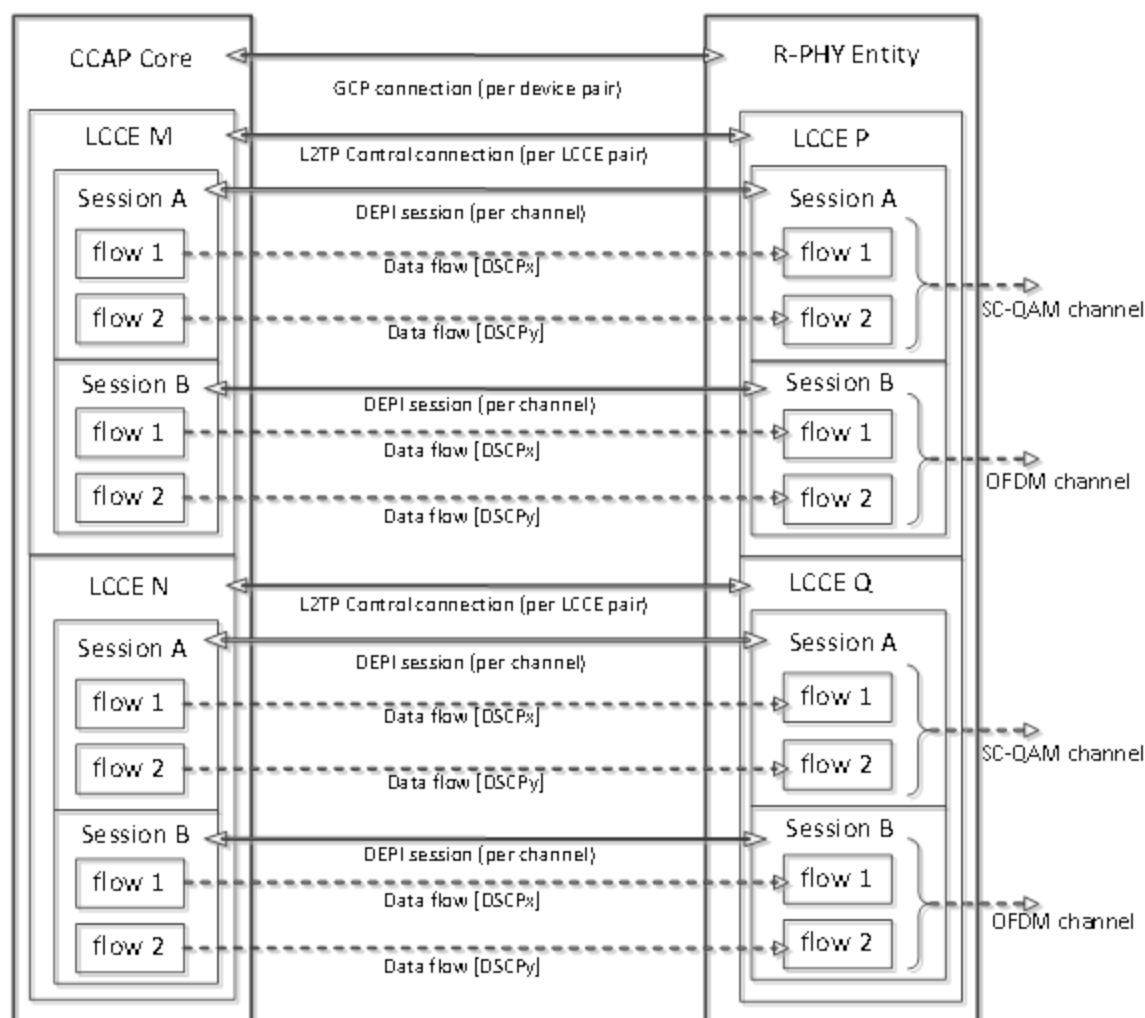 CCAP Core
R-PHY Entity
GCP connection (per device pair)
LCCE M
LCCE P
L2TP Control connection (per LCCE pair)
Session A
Session A
DEPI session (per channel)
flow 1
flow 1
Data flow [DSCPx]
SC-QAM channel
flow 2
flow 2
Data flow [DSCPy]
Session B
Session B
DEPI session (per channel)
flow 1
flow 1
Data flow [DSCPx]
OFDM channel
flow 2
flow 2
Data flow [DSCPy]
LCCE N
LCCE Q
L2TP Control connection (per LCCE pair)
Session A
Session A
DEPI session (per channel)
flow 1
flow 1
Data flow [DSCPx]
SC-QAM channel
flow 2
flow 2
Data flow [DSCPy]
Session B
Session B
DEPI session (per channel)
flow 1
flow 1
Data flow [DSCPx]
OFDM channel
flow 2
flow 2
Data flow [DSCPy]